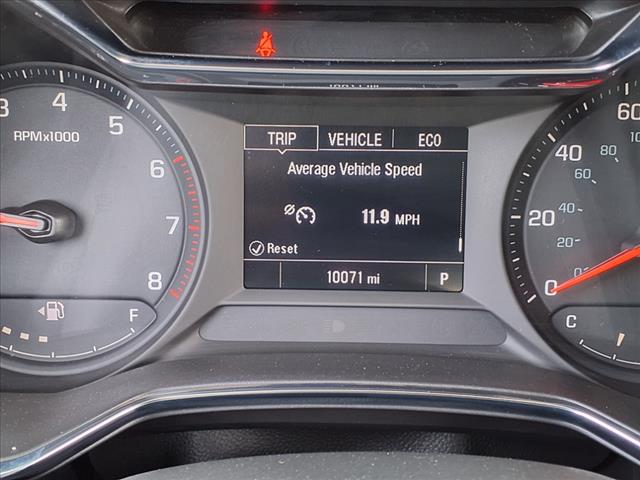 TRIP VEHICLE ECO
Average Vehicle Speed
11.9 MPH
Reset
10071 mi P
3 4 5 6 7 8
RPMx1000
F
60
40 80
60
20 40
20
0 0
C